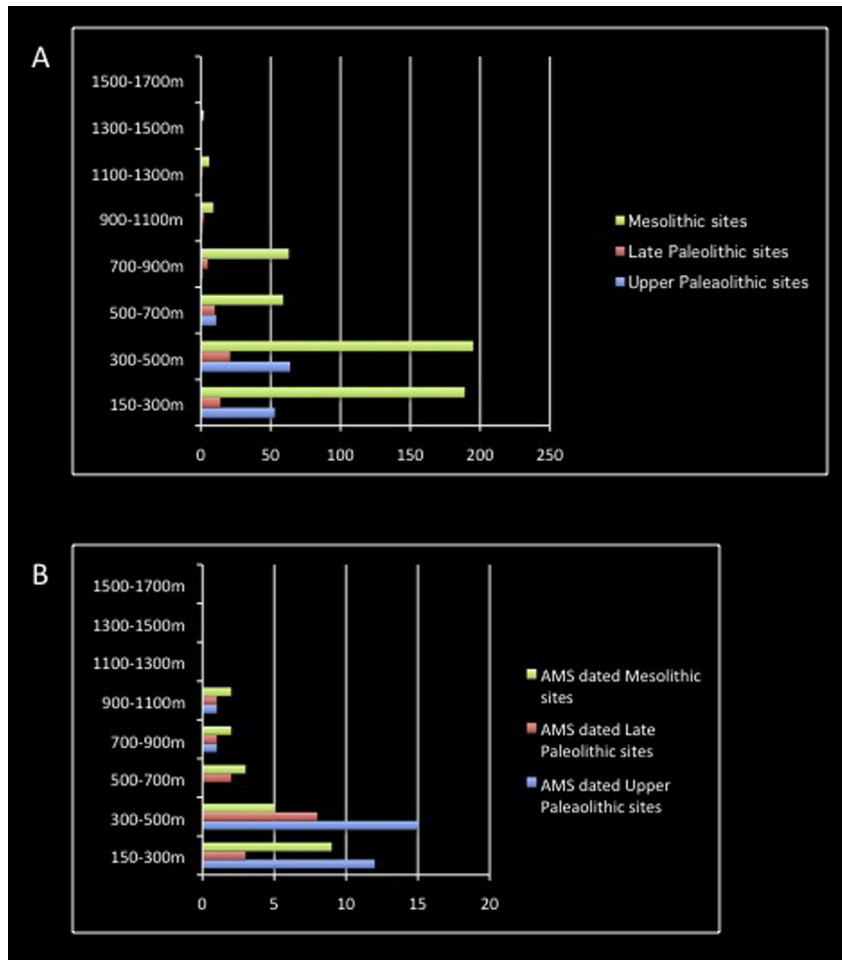 A
1500-1700m
1300-1500m
1100-1300m
900-1100m
700-900m
500-700m
300-500m
150-300m
0 50 100 150 200 250
Mesolithic sites
Late Paleolithic sites
Upper Paleaolithic sites
B
1500-1700m
1300-1500m
1100-1300m
900-1100m
700-900m
500-700m
300-500m
150-300m
0 5 10 15 20
AMS dated Mesolithic
sites
AMS dated Late
Paleolithic sites
AMS dated Upper
Paleaolithic sites